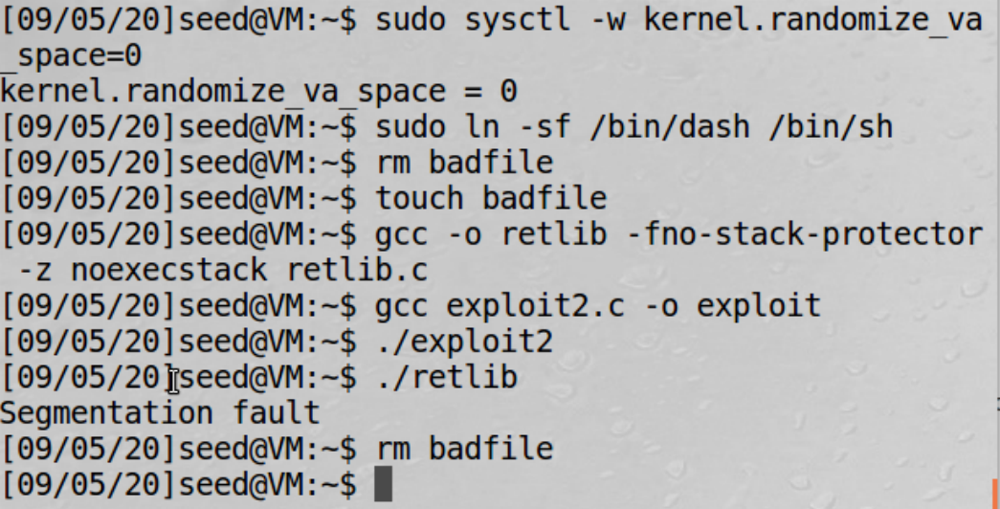 [09/05/20]seed@VM:~$ sudo sysctl -w kernel.randomize_va
_space=0
kernel.randomize_va_space = 0
[09/05/20]seed@VM:~$ sudo ln -sf /bin/dash /bin/sh
[09/05/20]seed@VM:~$ rm badfile
[09/05/20]seed@VM:~$ touch badfile
[09/05/20]seed@VM:~$ gcc -o retlib -fno-stack-protector
 -z noexecstack retlib.c
[09/05/20]seed@VM:~$ gcc exploit2.c -o exploit
[09/05/20]seed@VM:~$ ./exploit2
[09/05/20]seed@VM:~$ ./retlib
Segmentation fault
[09/05/20]seed@VM:~$ rm badfile
[09/05/20]seed@VM:~$